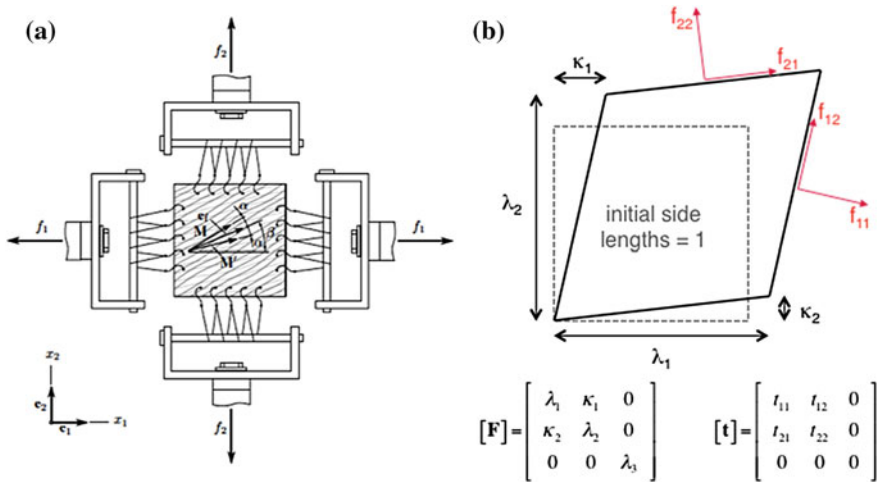 (a)
f₂
f₁
f₁
e_f
M
α
β
α
M'
x₂
e₂
e₁
x₁
f₂
(b)
f₂₂
κ₁
f₂₁
f₁₂
λ₂
initial side
lengths = 1
f₁₁
κ₂
λ₁
[F] = [ λ₁ κ₁ 0
κ₂ λ₂ 0
0 0 λ₃ ]
[t] = [ t₁₁ t₁₂ 0
t₂₁ t₂₂ 0
0 0 0 ]